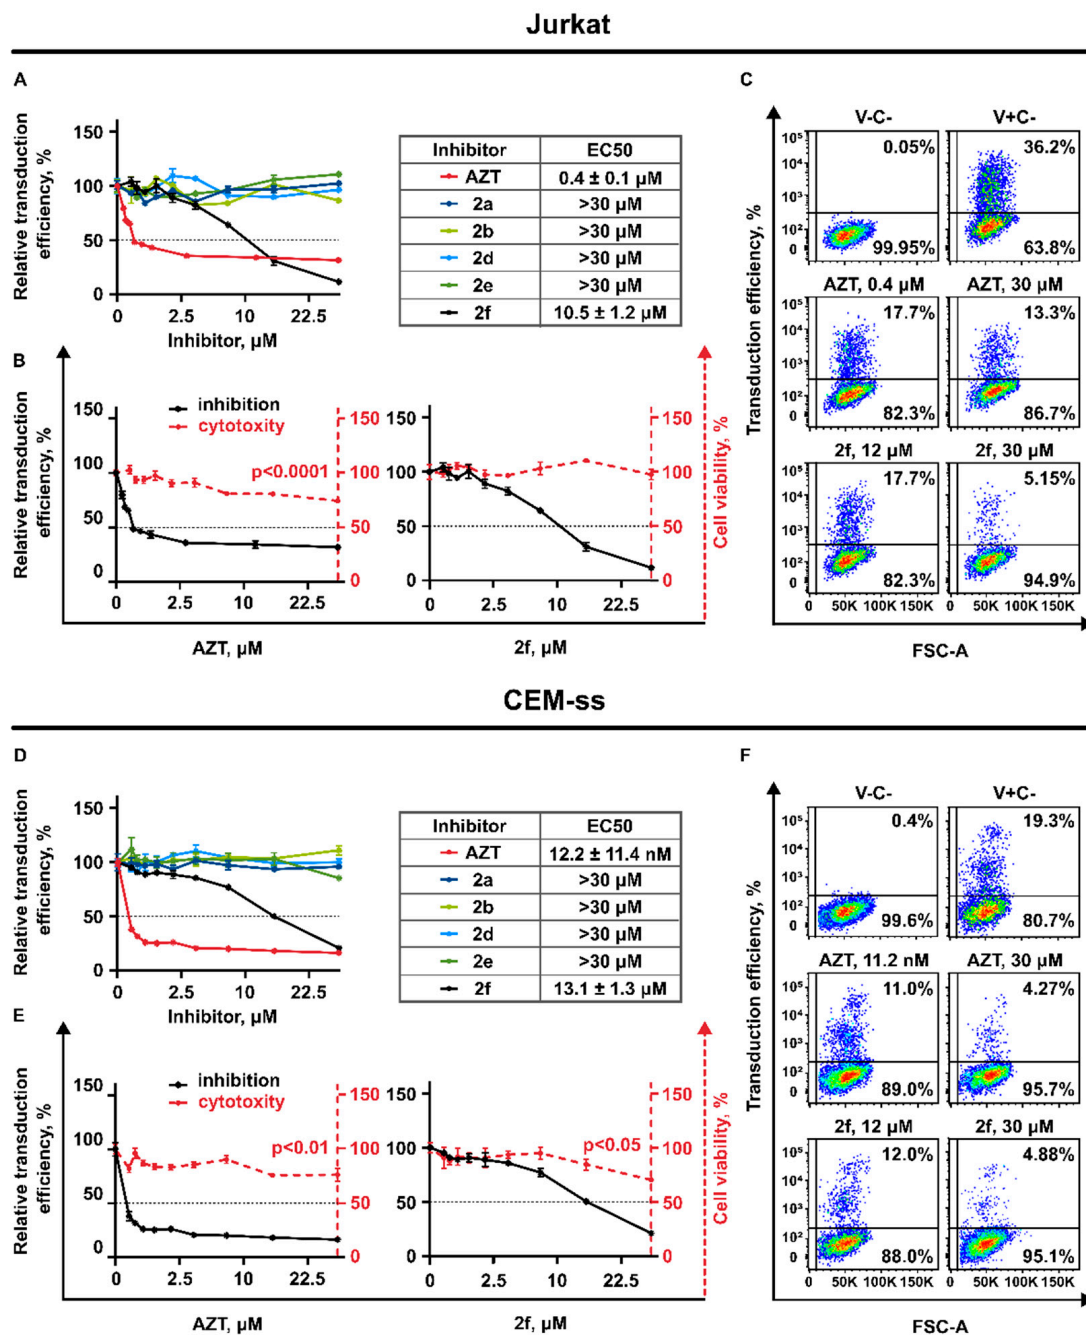 Jurkat
A
Relative transduction
efficiency, %
150
100
50
0
0 2.5 10 22.5
Inhibitor, µM
Inhibitor EC50
AZT 0.4 ± 0.1 µM
2a >30 µM
2b >30 µM
2d >30 µM
2e >30 µM
2f 10.5 ± 1.2 µM
B
Relative transduction
efficiency, %
150
100
50
0
inhibition
cytotoxity
p<0.0001
150
100
50
0
0 2.5 10 22.5
AZT, µM
150
100
50
0
150
100
50
0
0 2.5 10 22.5
2f, µM
Cell viability, %
C
Transduction efficiency, %
V-C- V+C-
10⁵
10⁴
10³
10²
0
0.05% 36.2%
99.95% 63.8%
AZT, 0.4 µM AZT, 30 µM
10⁵
10⁴
10³
10²
0
17.7% 13.3%
82.3% 86.7%
2f, 12 µM 2f, 30 µM
10⁵
10⁴
10³
10²
0
17.7% 5.15%
82.3% 94.9%
0 50K 100K 150K 50K 100K 150K
FSC-A
CEM-ss
D
Relative transduction
efficiency, %
150
100
50
0
0 2.5 10 22.5
Inhibitor, µM
Inhibitor EC50
AZT 12.2 ± 11.4 nM
2a >30 µM
2b >30 µM
2d >30 µM
2e >30 µM
2f 13.1 ± 1.3 µM
E
Relative transduction
efficiency, %
150
100
50
0
inhibition
cytotoxity
p<0.01
150
100
50
0
0 2.5 10 22.5
AZT, µM
150
100
50
0
p<0.05
150
100
50
0
0 2.5 10 22.5
2f, µM
Cell viability, %
F
Transduction efficiency, %
V-C- V+C-
10⁵
10⁴
10³
10²
0
0.4% 19.3%
99.6% 80.7%
AZT, 11.2 nM AZT, 30 µM
10⁵
10⁴
10³
10²
0
11.0% 4.27%
89.0% 95.7%
2f, 12 µM 2f, 30 µM
10⁵
10⁴
10³
10²
0
12.0% 4.88%
88.0% 95.1%
0 50K 100K 150K 50K 100K 150K
FSC-A